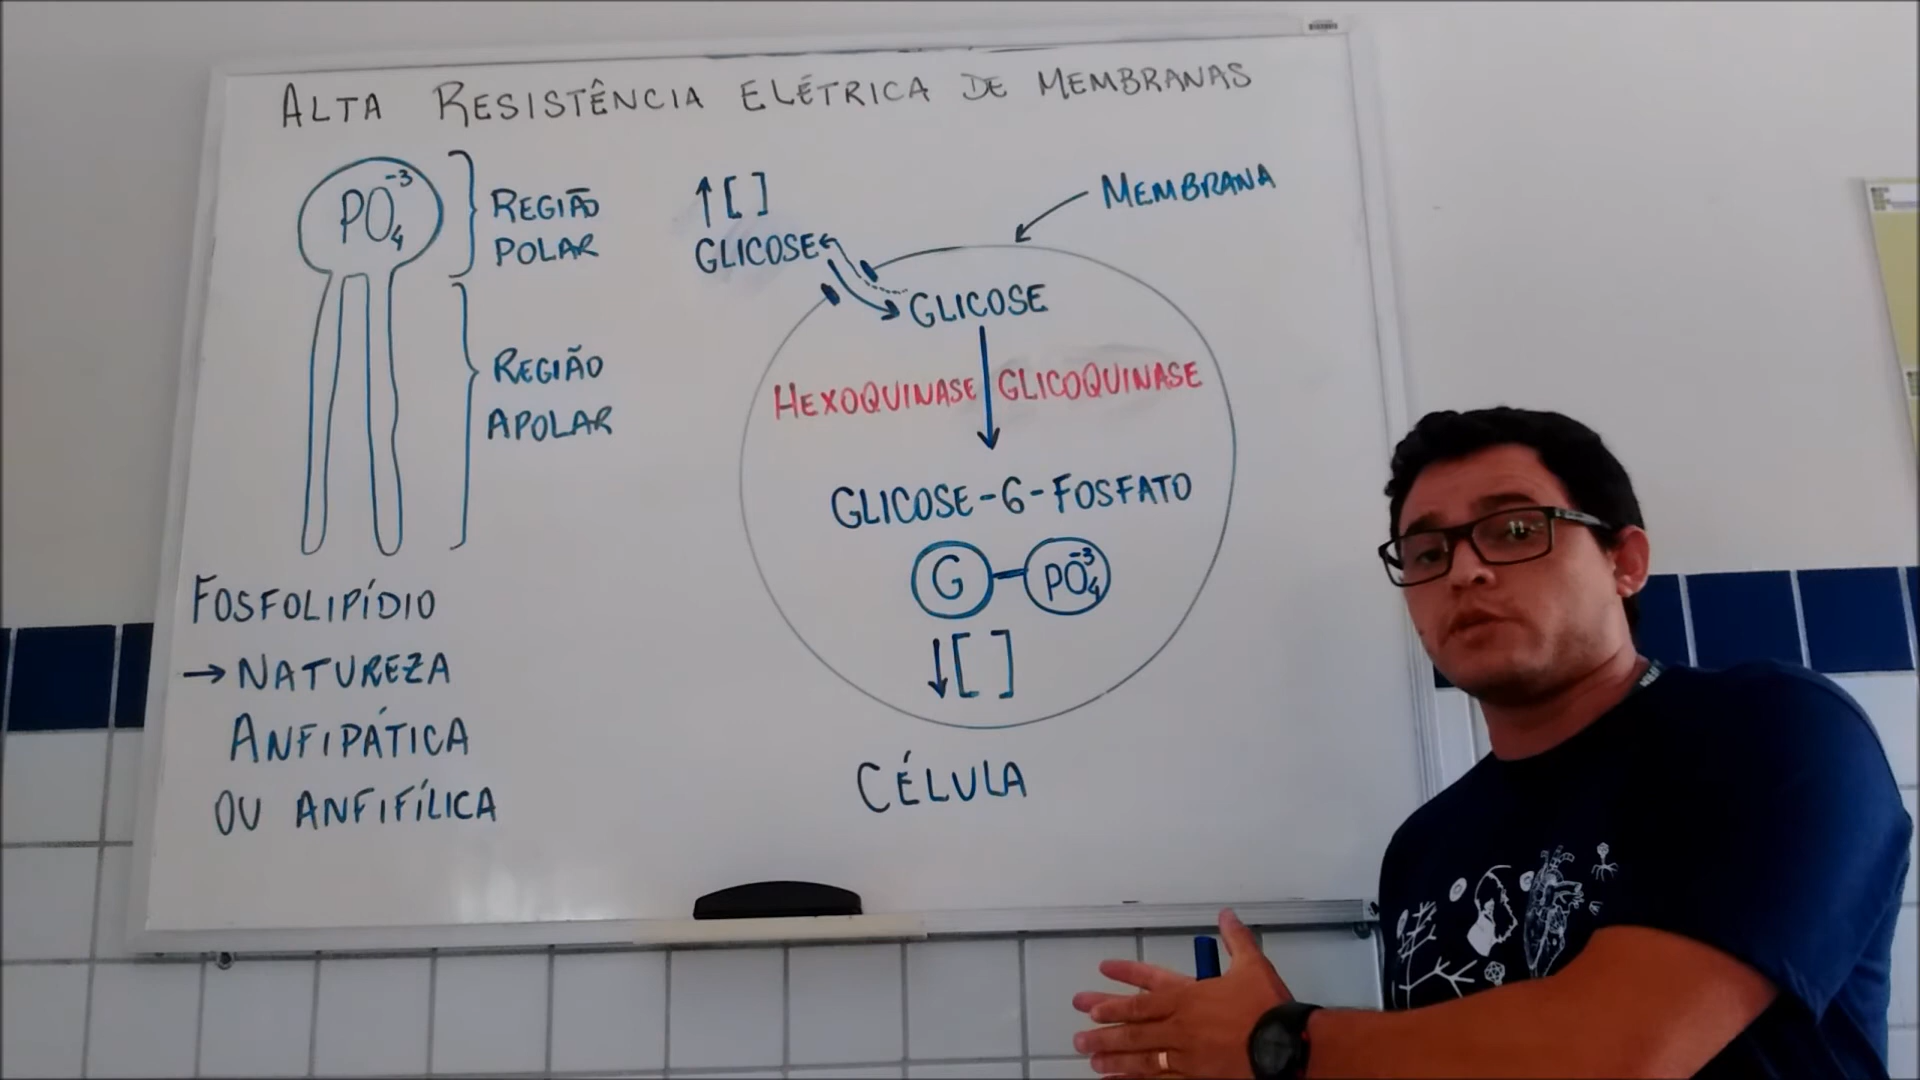 ALTA RESISTÊNCIA ELÉTRICA DE MEMBRANAS
PO₄⁻³
REGIÃO
POLAR
REGIÃO
APOLAR
FOSFOLIPÍDIO
→ NATUREZA
ANFIPÁTICA
OU ANFIFÍLICA
↑[ ]
GLICOSE
MEMBRANA
GLICOSE
HEXOQUINASE GLICOQUINASE
GLICOSE-6-FOSFATO
G - PO₄⁻³
↓[ ]
CÉLULA